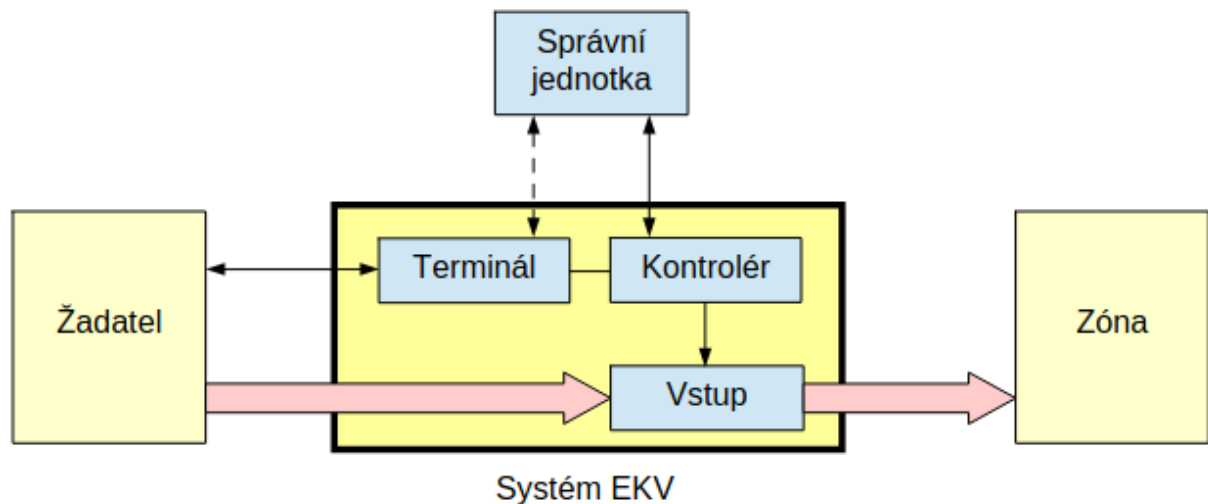 Správní
jednotka
Terminál
Kontrolér
Žadatel
Zóna
Vstup
Systém EKV